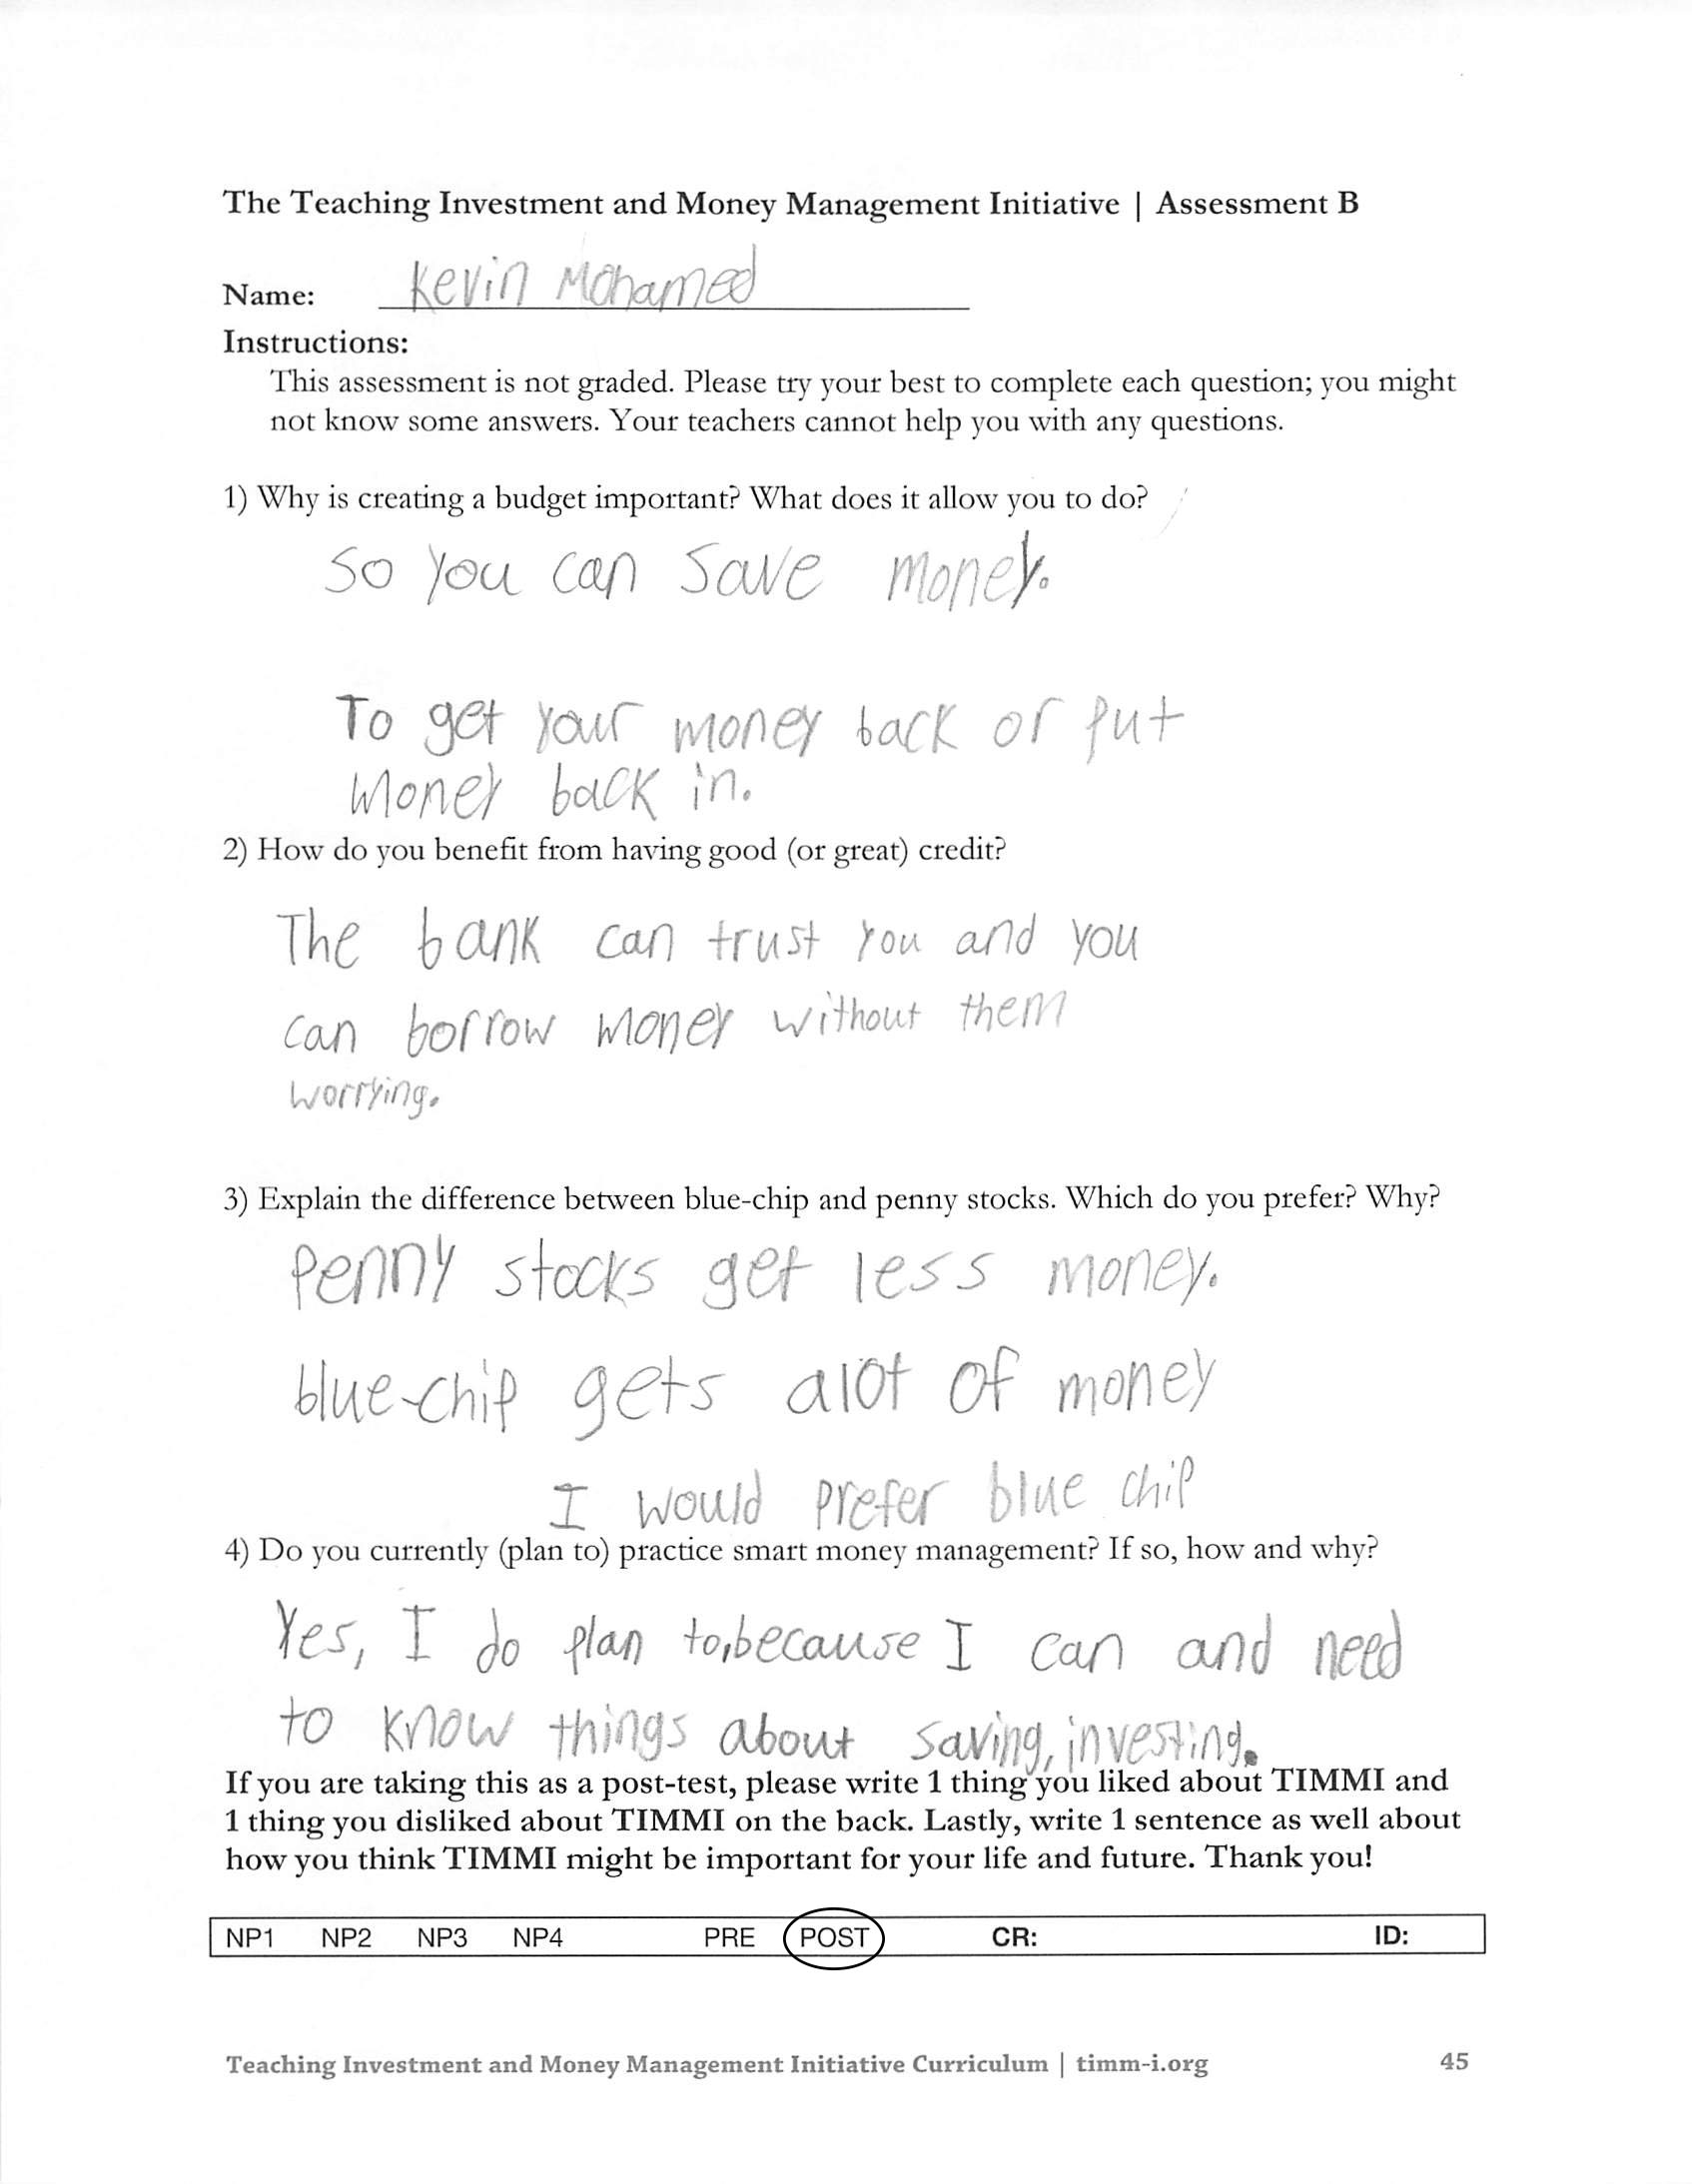 The Teaching Investment and Money Management Initiative | Assessment B
Name: Kevin Mohamed
Instructions:
This assessment is not graded. Please try your best to complete each question; you might
not know some answers. Your teachers cannot help you with any questions.
1) Why is creating a budget important? What does it allow you to do?
So you can save money.
To get your money back or put
money back in.
2) How do you benefit from having good (or great) credit?
The bank can trust you and you
can borrow money without them
worrying.
3) Explain the difference between blue-chip and penny stocks. Which do you prefer? Why?
Penny stocks get less money.
blue-chip gets alot of money
I would prefer blue chip
4) Do you currently (plan to) practice smart money management? If so, how and why?
Yes, I do plan to,because I can and need
to know things about saving, investing.
If you are taking this as a post-test, please write 1 thing you liked about TIMMI and
1 thing you disliked about TIMMI on the back. Lastly, write 1 sentence as well about
how you think TIMMI might be important for your life and future. Thank you!
NP1 NP2 NP3 NP4 PRE POST CR: ID:
Teaching Investment and Money Management Initiative Curriculum | timm-i.org 45